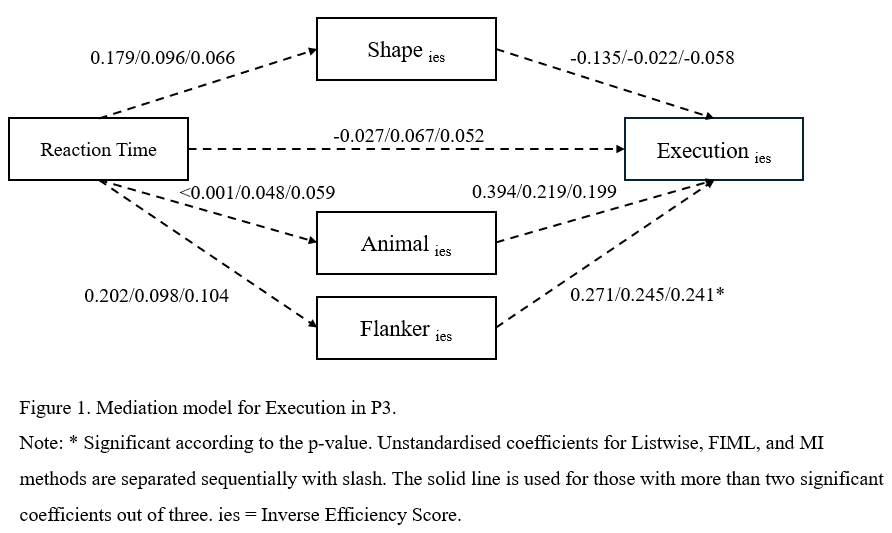 Shape ies
0.179/0.096/0.066
-0.135/-0.022/-0.058
Reaction Time
-0.027/0.067/0.052
Execution ies
<0.001/0.048/0.059
0.394/0.219/0.199
Animal ies
0.202/0.098/0.104
0.271/0.245/0.241*
Flanker ies
Figure 1. Mediation model for Execution in P3.
Note: * Significant according to the p-value. Unstandardised coefficients for Listwise, FIML, and MI
methods are separated sequentially with slash. The solid line is used for those with more than two significant
coefficients out of three. ies = Inverse Efficiency Score.